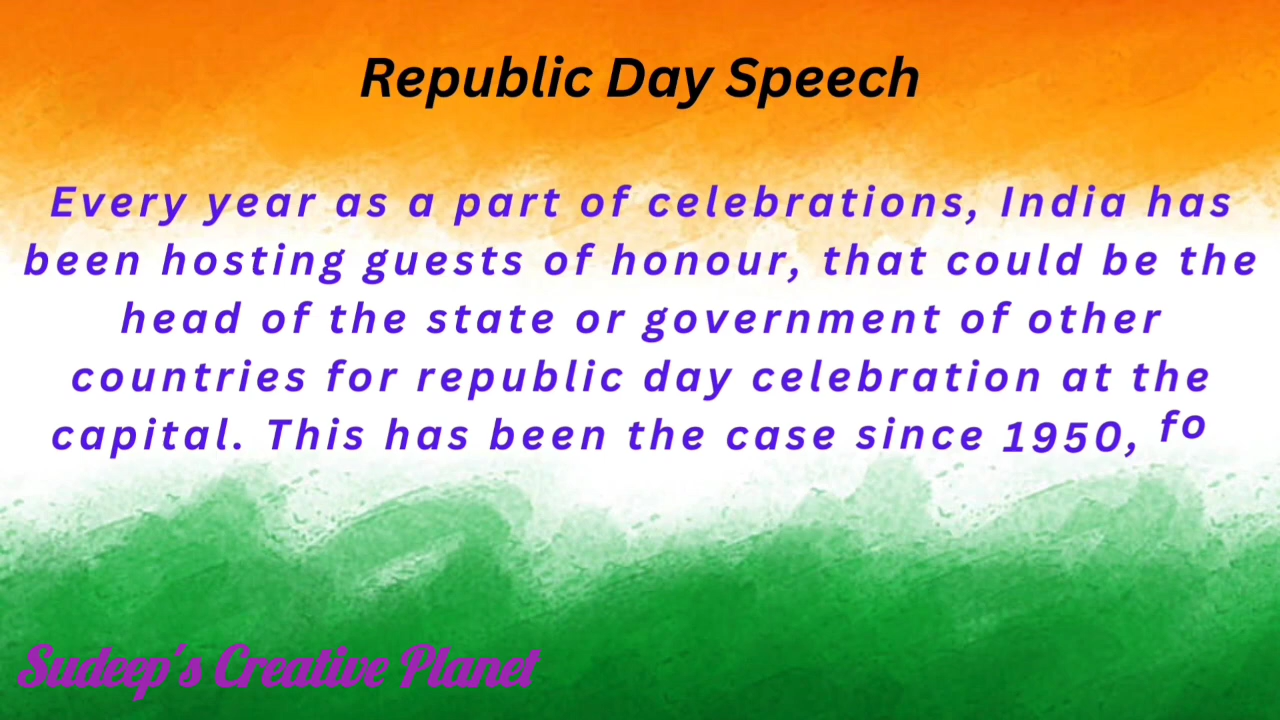 Republic Day Speech
Every year as a part of celebrations, India has
been hosting guests of honour, that could be the
head of the state or government of other
countries for republic day celebration at the
capital. This has been the case since 1950, fo
Sudeep's Creative Planet